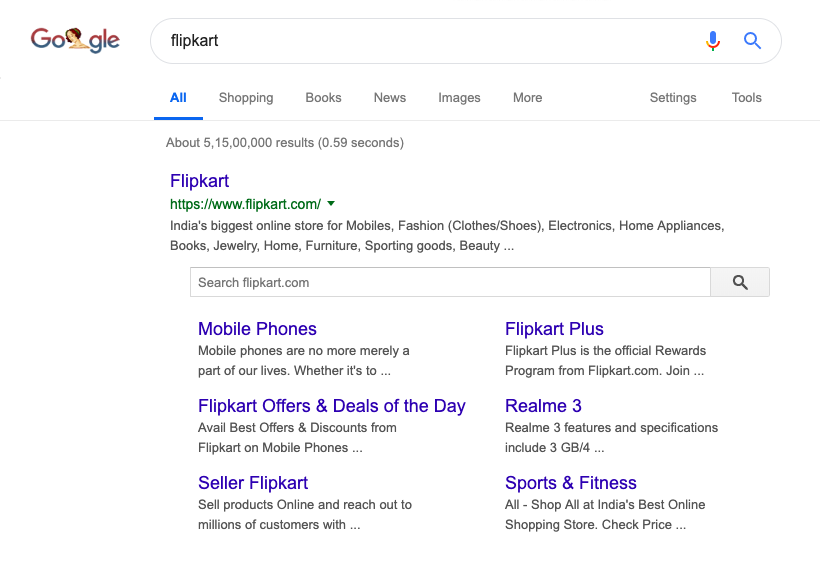 Google
flipkart
All Shopping Books News Images More Settings Tools
About 5,15,00,000 results (0.59 seconds)
Flipkart
https://www.flipkart.com/
India's biggest online store for Mobiles, Fashion (Clothes/Shoes), Electronics, Home Appliances,
Books, Jewelry, Home, Furniture, Sporting goods, Beauty ...
Search flipkart.com
Mobile Phones
Mobile phones are no more merely a
part of our lives. Whether it's to ...
Flipkart Plus
Flipkart Plus is the official Rewards
Program from Flipkart.com. Join ...
Flipkart Offers & Deals of the Day
Avail Best Offers & Discounts from
Flipkart on Mobile Phones ...
Realme 3
Realme 3 features and specifications
include 3 GB/4 ...
Seller Flipkart
Sell products Online and reach out to
millions of customers with ...
Sports & Fitness
All - Shop All at India's Best Online
Shopping Store. Check Price ...